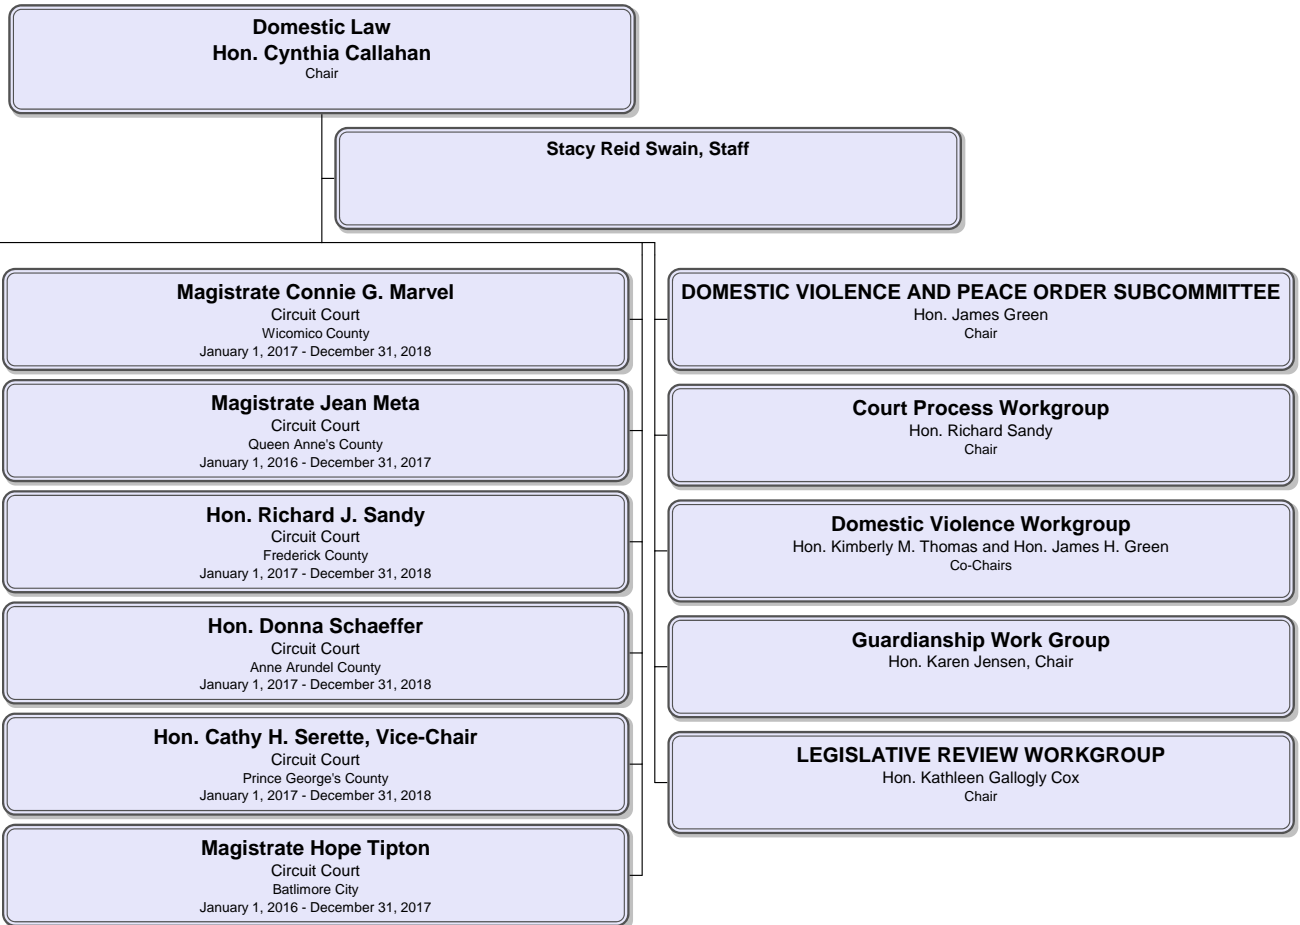 Domestic Law
Hon. Cynthia Callahan
Chair
Stacy Reid Swain, Staff
Magistrate Connie G. Marvel
Circuit Court
Wicomico County
January 1, 2017 - December 31, 2018
Magistrate Jean Meta
Circuit Court
Queen Anne's County
January 1, 2016 - December 31, 2017
Hon. Richard J. Sandy
Circuit Court
Frederick County
January 1, 2017 - December 31, 2018
Hon. Donna Schaeffer
Circuit Court
Anne Arundel County
January 1, 2017 - December 31, 2018
Hon. Cathy H. Serette, Vice-Chair
Circuit Court
Prince George's County
January 1, 2017 - December 31, 2018
Magistrate Hope Tipton
Circuit Court
Batlimore City
January 1, 2016 - December 31, 2017
DOMESTIC VIOLENCE AND PEACE ORDER SUBCOMMITTEE
Hon. James Green
Chair
Court Process Workgroup
Hon. Richard Sandy
Chair
Domestic Violence Workgroup
Hon. Kimberly M. Thomas and Hon. James H. Green
Co-Chairs
Guardianship Work Group
Hon. Karen Jensen, Chair
LEGISLATIVE REVIEW WORKGROUP
Hon. Kathleen Gallogly Cox
Chair